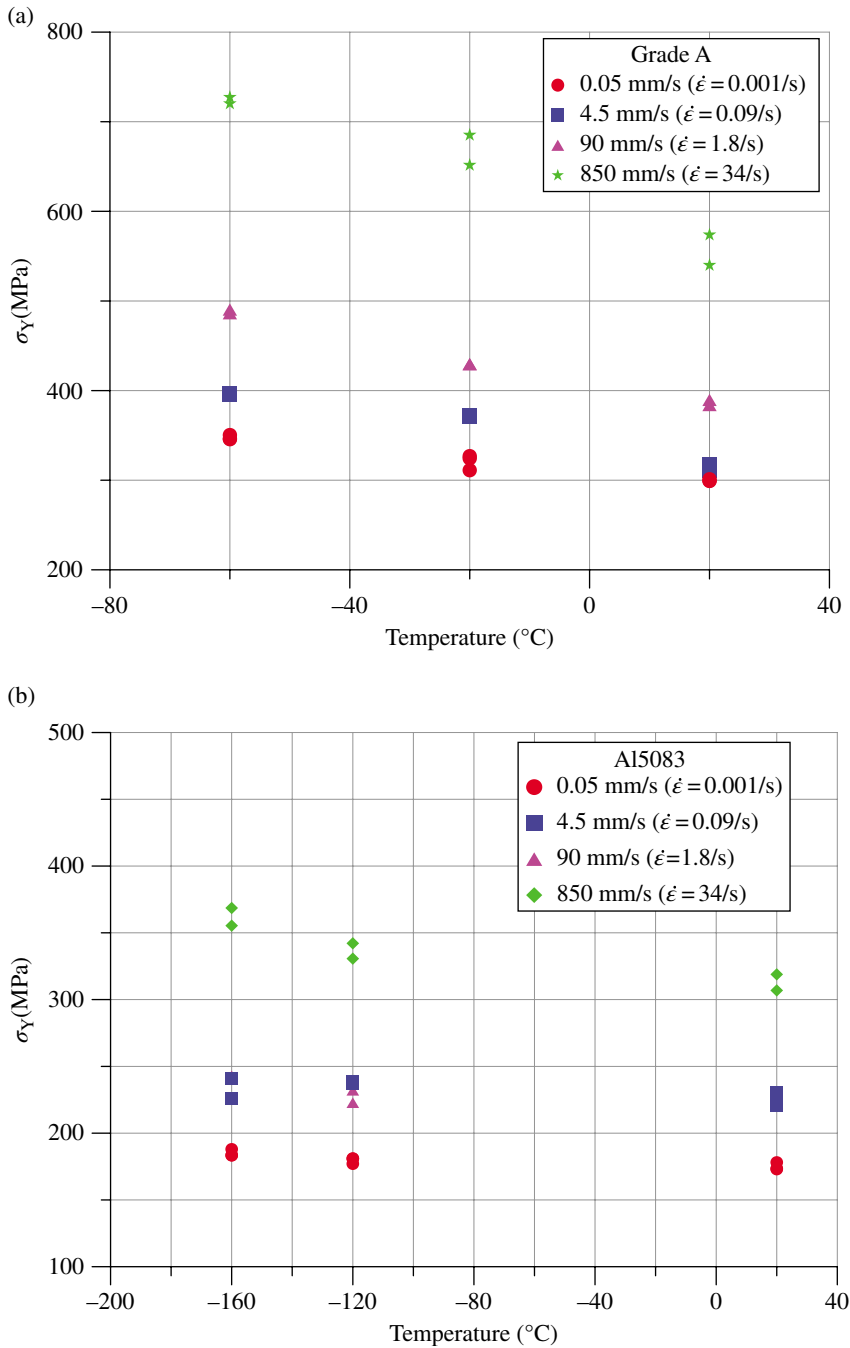 (a)
800
600
400
200
σY(MPa)
Grade A
0.05 mm/s (ε̇ = 0.001/s)
4.5 mm/s (ε̇ = 0.09/s)
90 mm/s (ε̇ = 1.8/s)
850 mm/s (ε̇ = 34/s)
−80
−40
0
40
Temperature (°C)
(b)
500
400
300
200
100
σY(MPa)
Al5083
0.05 mm/s (ε̇ = 0.001/s)
4.5 mm/s (ε̇ = 0.09/s)
90 mm/s (ε̇=1.8/s)
850 mm/s (ε̇ = 34/s)
−200
−160
−120
−80
−40
0
40
Temperature (°C)